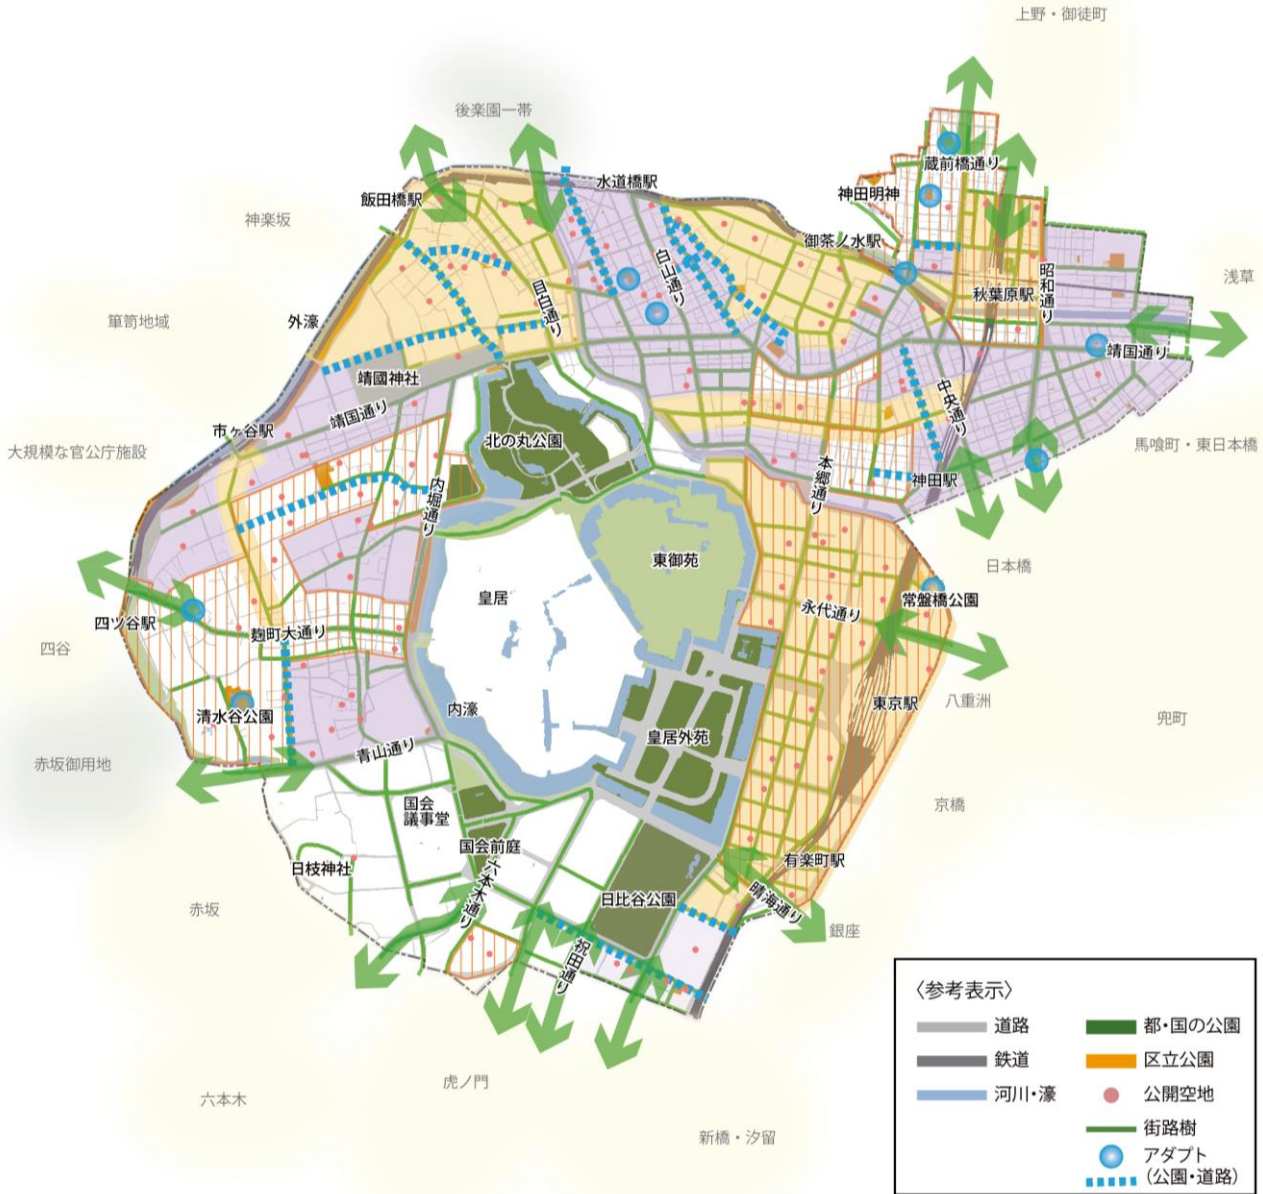 上野・御徒町
後楽園一帯
水道橋駅
蔵前橋通り
飯田橋駅
神田明神
神楽坂
御茶ノ水駅
白山通り
昭和通り
浅草
秋葉原駅
目白通り
箪笥地域
外濠
靖国通り
靖國神社
中央通り
靖国通り
市ヶ谷駅
北の丸公園
馬喰町・東日本橋
大規模な官公庁施設
本郷通り
神田駅
内堀通り
東御苑
日本橋
皇居
常盤橋公園
永代通り
四ツ谷駅
麹町大通り
四谷
八重洲
東京駅
清水谷公園
内濠
兜町
皇居外苑
青山通り
赤坂御用地
国会
議事堂
京橋
国会前庭
有楽町駅
日枝神社
六本木通り
日比谷公園
晴海通り
赤坂
銀座
祝田通り
虎ノ門
六本木
新橋・汐留
〈参考表示〉
道路
鉄道
河川・濠
都・国の公園
区立公園
公開空地
街路樹
アダプト
(公園・道路)